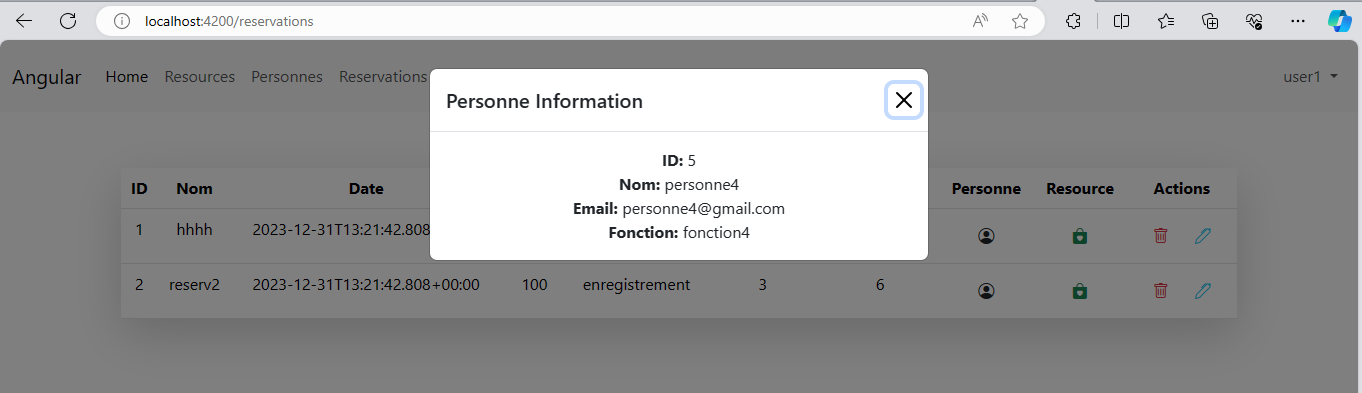 localhost:4200/reservations
Angular Home Resources Personnes Reservations user1
Personne Information
ID: 5
Nom: personne4
Email: personne4@gmail.com
Fonction: fonction4
ID Nom Date Personne Resource Actions
1 hhhh 2023-12-31T13:21:42.808
2 reserv2 2023-12-31T13:21:42.808+00:00 100 enregistrement 3 6